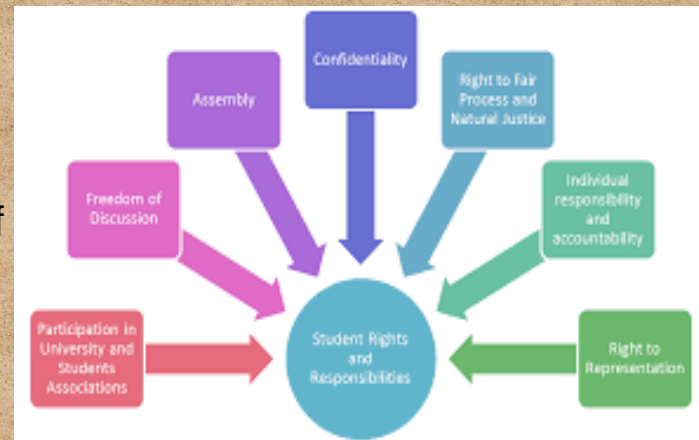 Confidentiality
Assembly
Right to Fair
Process and
Natural Justice
Freedom of
Discussion
Individual
responsibility
and
accountability
f
Participation in
University and
Students
Associations
Student Rights
and
Responsibilities
Right to
Representation